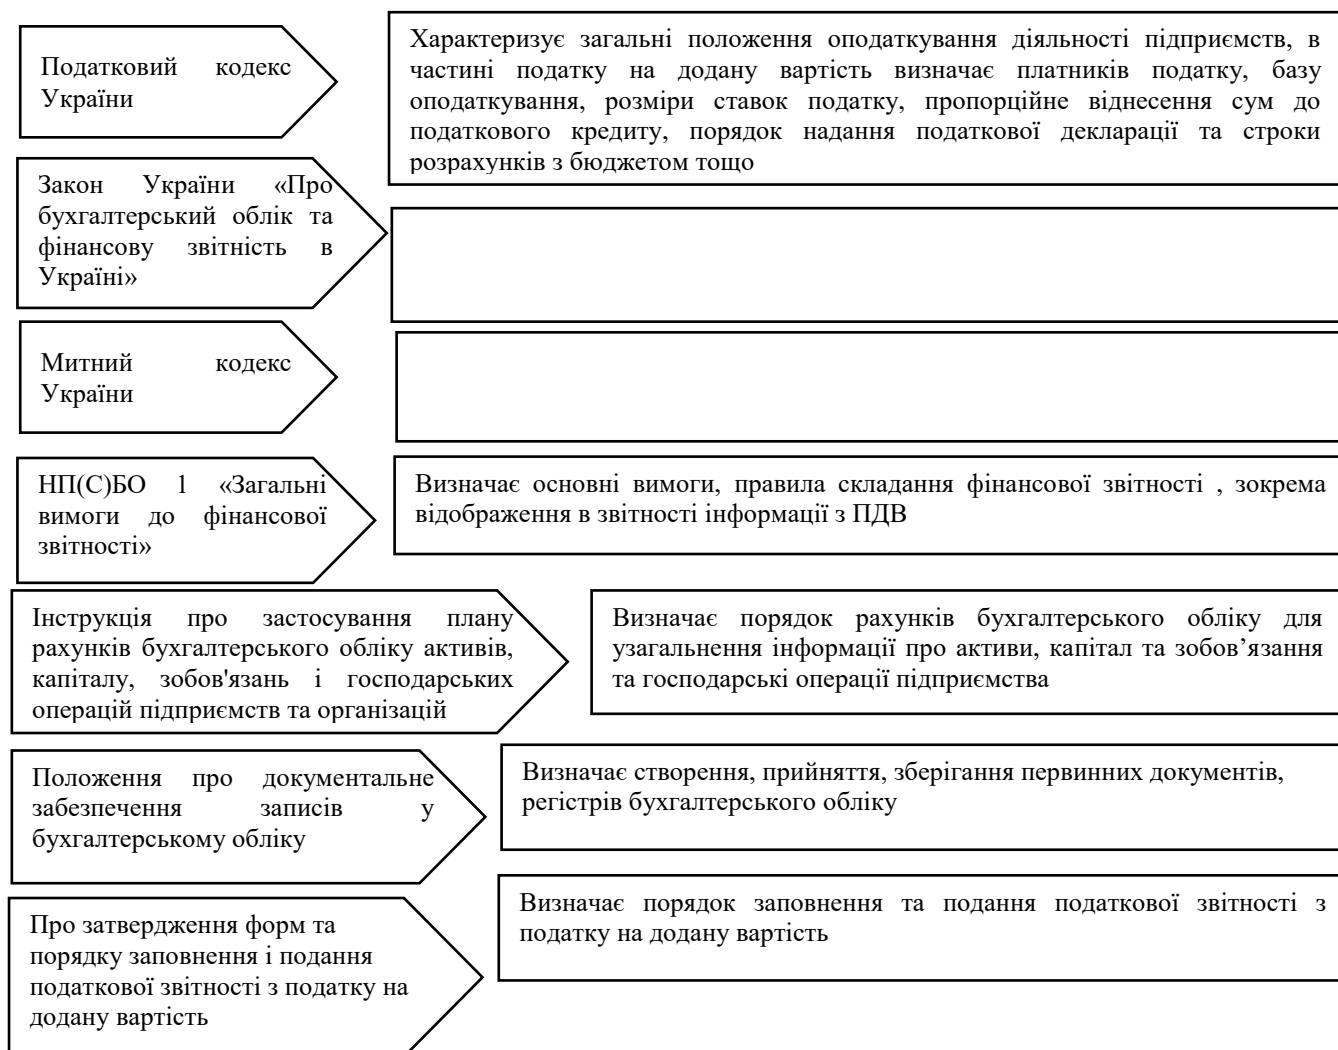 Податковий кодекс
України
Характеризує загальні положення оподаткування діяльності підприємств, в
частині податку на додану вартість визначає платників податку, базу
оподаткування, розміри ставок податку, пропорційне віднесення сум до
податкового кредиту, порядок надання податкової декларації та строки
розрахунків з бюджетом тощо
Закон України «Про
бухгалтерський облік та
фінансову звітність в
Україні»
Митний кодекс
України
НП(С)БО 1 «Загальні
вимоги до фінансової
звітності»
Визначає основні вимоги, правила складання фінансової звітності , зокрема
відображення в звітності інформації з ПДВ
Інструкція про застосування плану
рахунків бухгалтерського обліку активів,
капіталу, зобов'язань і господарських
операцій підприємств та організацій
Визначає порядок рахунків бухгалтерського обліку для
узагальнення інформації про активи, капітал та зобов’язання
та господарські операції підприємства
Положення про документальне
забезпечення записів у
бухгалтерському обліку
Визначає створення, прийняття, зберігання первинних документів,
регістрів бухгалтерського обліку
Про затвердження форм та
порядку заповнення і подання
податкової звітності з податку на
додану вартість
Визначає порядок заповнення та подання податкової звітності з
податку на додану вартість